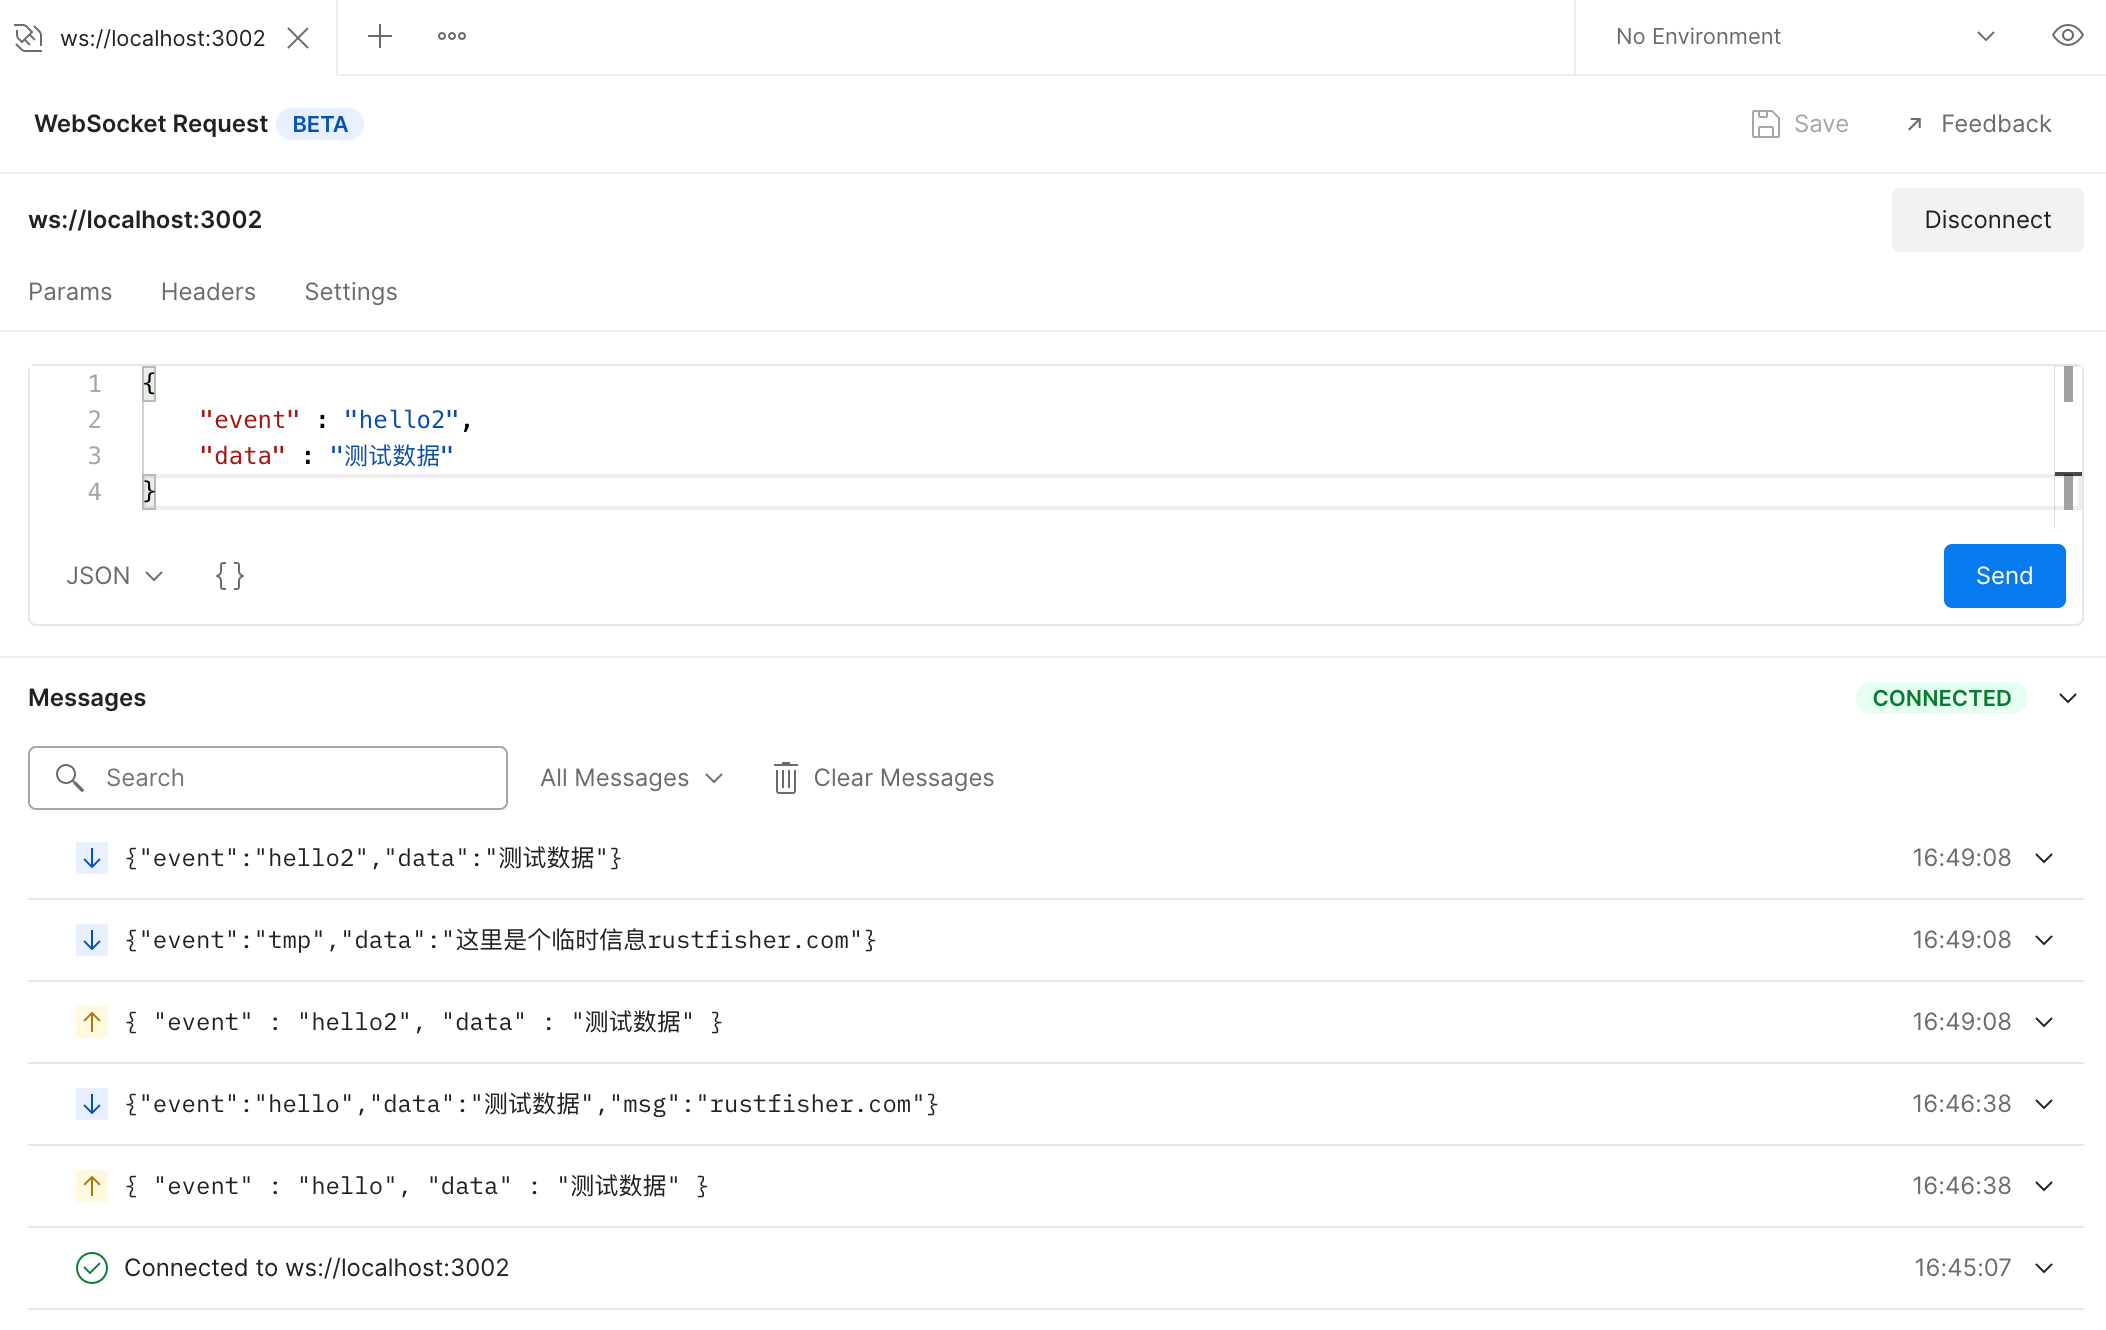 ws://localhost:3002
No Environment
WebSocket Request BETA
Save
Feedback
ws://localhost:3002
Disconnect
Params Headers Settings
1 {
2 "event" : "hello2",
3 "data" : "测试数据"
4 }
JSON {}
Send
Messages
CONNECTED
Search
All Messages
Clear Messages
{"event":"hello2","data":"测试数据"} 16:49:08
{"event":"tmp","data":"这里是个临时信息rustfisher.com"} 16:49:08
{ "event" : "hello2", "data" : "测试数据" } 16:49:08
{"event":"hello","data":"测试数据","msg":"rustfisher.com"} 16:46:38
{ "event" : "hello", "data" : "测试数据" } 16:46:38
Connected to ws://localhost:3002 16:45:07